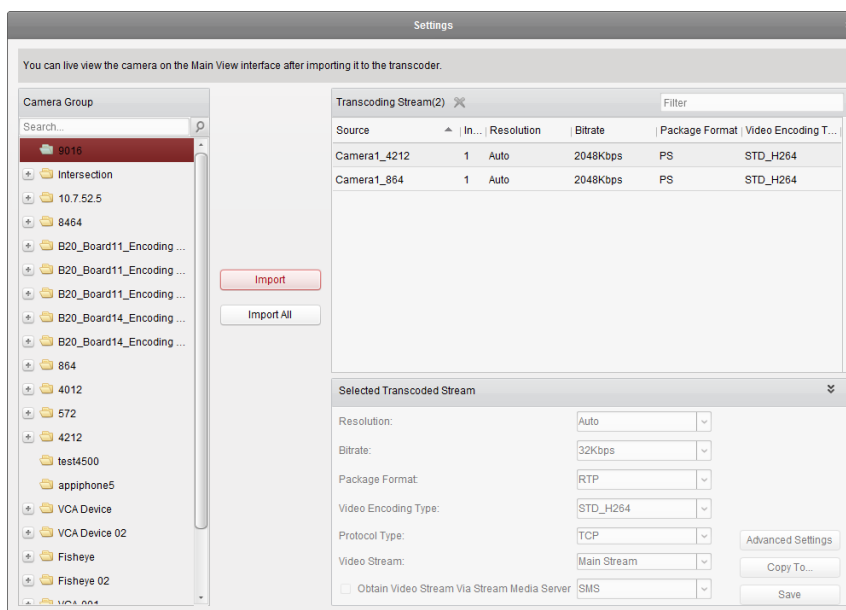 Settings
You can live view the camera on the Main View interface after importing it to the transcoder.
Camera Group
Search...
9016
Intersection
10.7.52.5
8464
B20_Board11_Encoding ...
B20_Board11_Encoding ...
B20_Board11_Encoding ...
B20_Board14_Encoding ...
B20_Board14_Encoding ...
864
4012
572
4212
test4500
appiphone5
VCA Device
VCA Device 02
Fisheye
Fisheye 02
VCA 001
Import
Import All
Transcoding Stream(2) Filter
Source In... Resolution Bitrate Package Format Video Encoding T...
Camera1_4212 1 Auto 2048Kbps PS STD_H264
Camera1_864 1 Auto 2048Kbps PS STD_H264
Selected Transcoded Stream
Resolution: Auto
Bitrate: 32Kbps
Package Format: RTP
Video Encoding Type: STD_H264
Protocol Type: TCP
Video Stream: Main Stream
Obtain Video Stream Via Stream Media Server SMS
Advanced Settings
Copy To...
Save